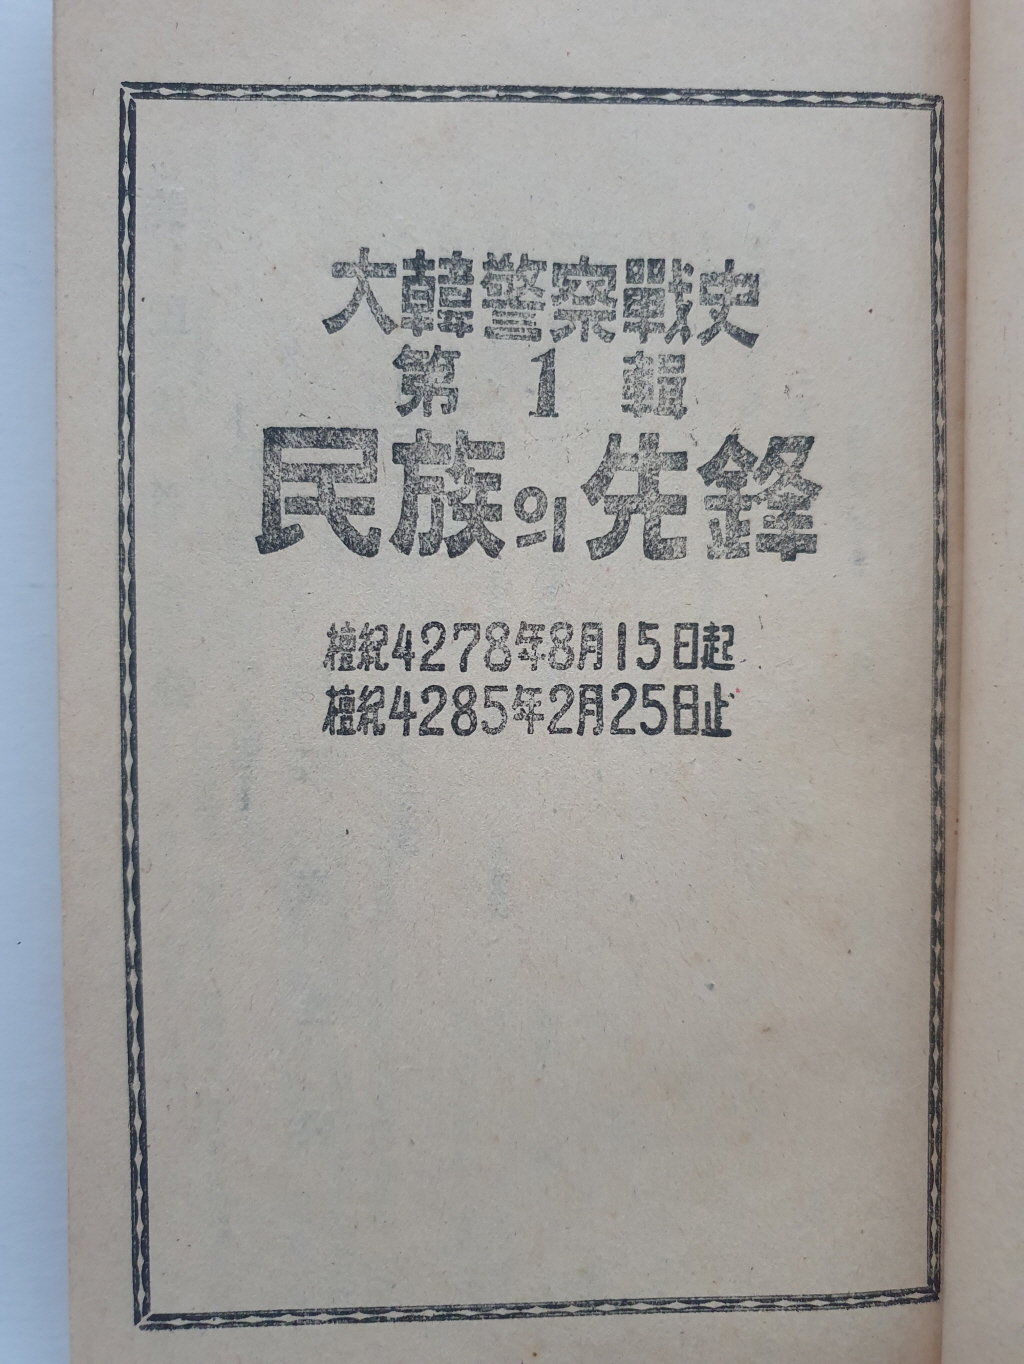 大韓警察戰史
第1輯
民族의先鋒
檀紀4278年8月15日起
檀紀4285年2月25日止